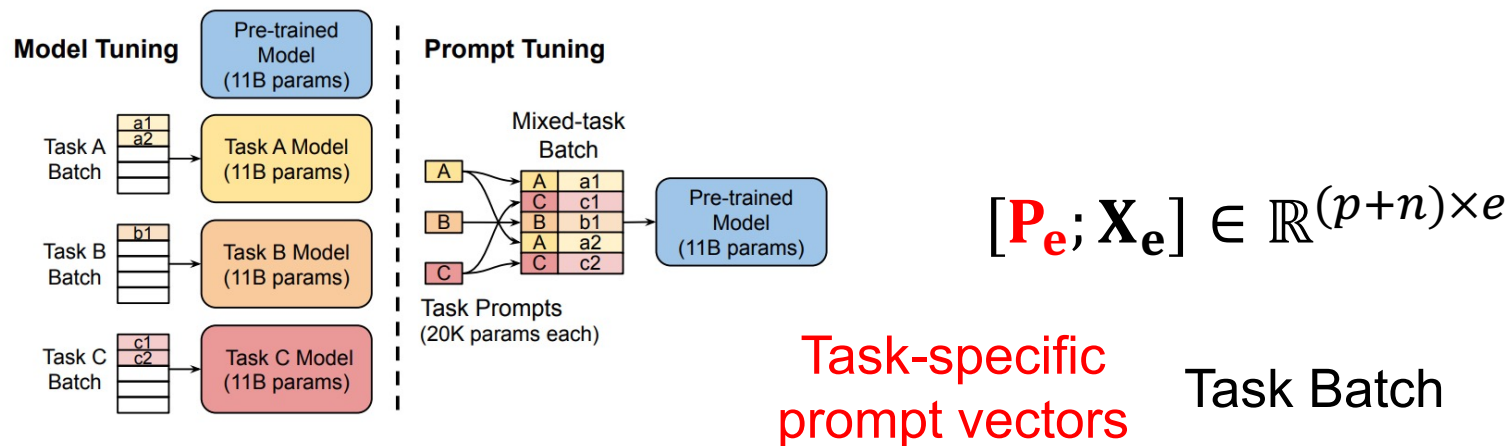 Model Tuning
Pre-trained
Model
(11B params)
Task A
Batch
a1
a2
Task A Model
(11B params)
Task B
Batch
b1
Task B Model
(11B params)
Task C
Batch
c1
c2
Task C Model
(11B params)
Prompt Tuning
Mixed-task
Batch
A
B
C
A a1
C c1
B b1
A a2
C c2
Task Prompts
(20K params each)
Pre-trained
Model
(11B params)
[Pₑ; Xₑ] ∈ ℝ^{(p+n)×e}
Task-specific
prompt vectors
Task Batch